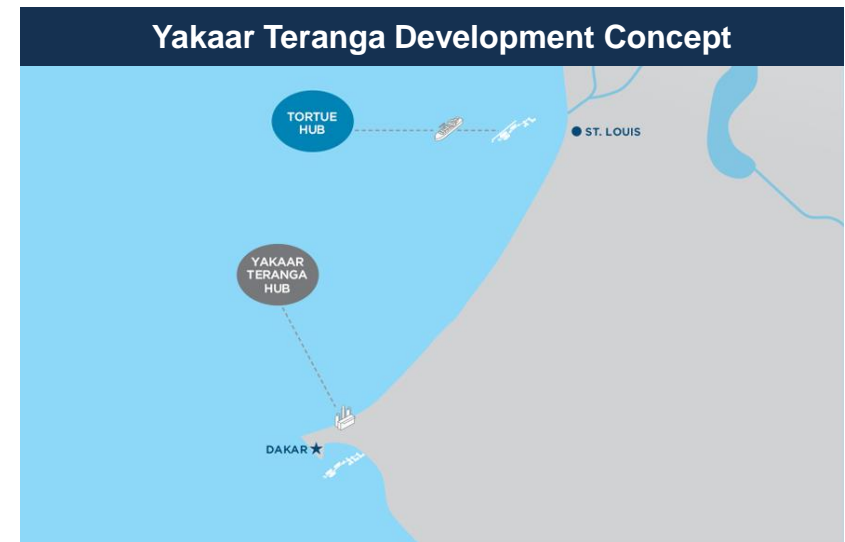 Yakaar Teranga Development Concept
TORTUE
HUB
ST. LOUIS
YAKAAR
TERANGA
HUB
DAKAR